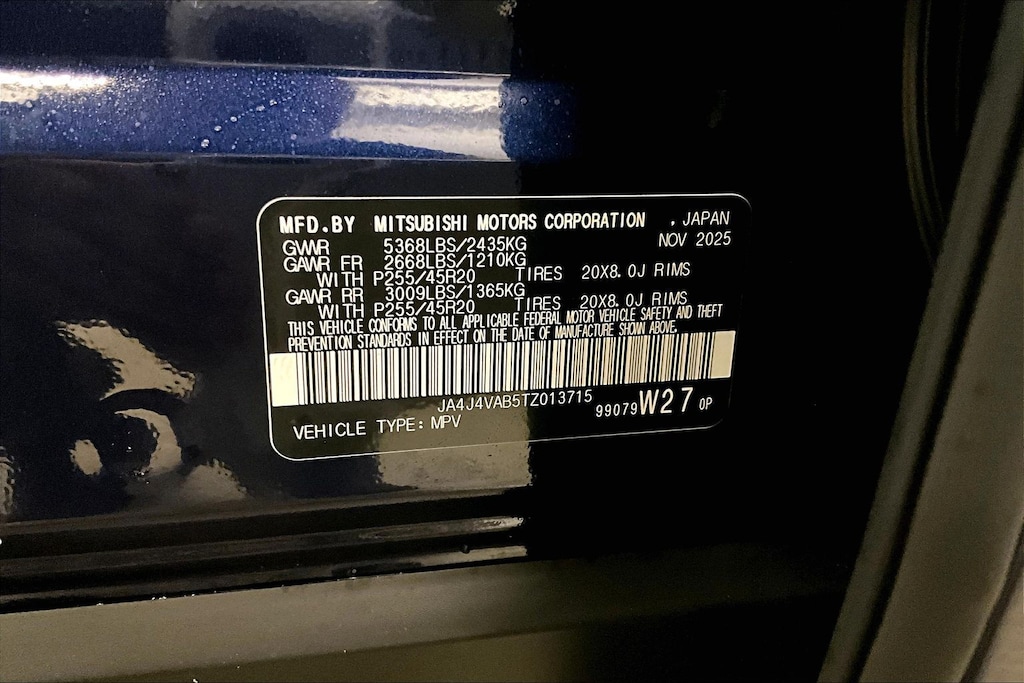 MFD.BY MITSUBISHI MOTORS CORPORATION , JAPAN
NOV 2025
GVWR 5368LBS/2435KG
GAWR FR 2668LBS/1210KG
WITH P255/45R20 TIRES 20X8.0J RIMS
GAWR RR 3009LBS/1365KG
WITH P255/45R20 TIRES 20X8.0J RIMS
THIS VEHICLE CONFORMS TO ALL APPLICABLE FEDERAL MOTOR VEHICLE SAFETY AND THEFT
PREVENTION STANDARDS IN EFFECT ON THE DATE OF MANUFACTURE SHOWN ABOVE.
JA4J4VAB5TZ013715
99079 W27 0P
VEHICLE TYPE: MPV